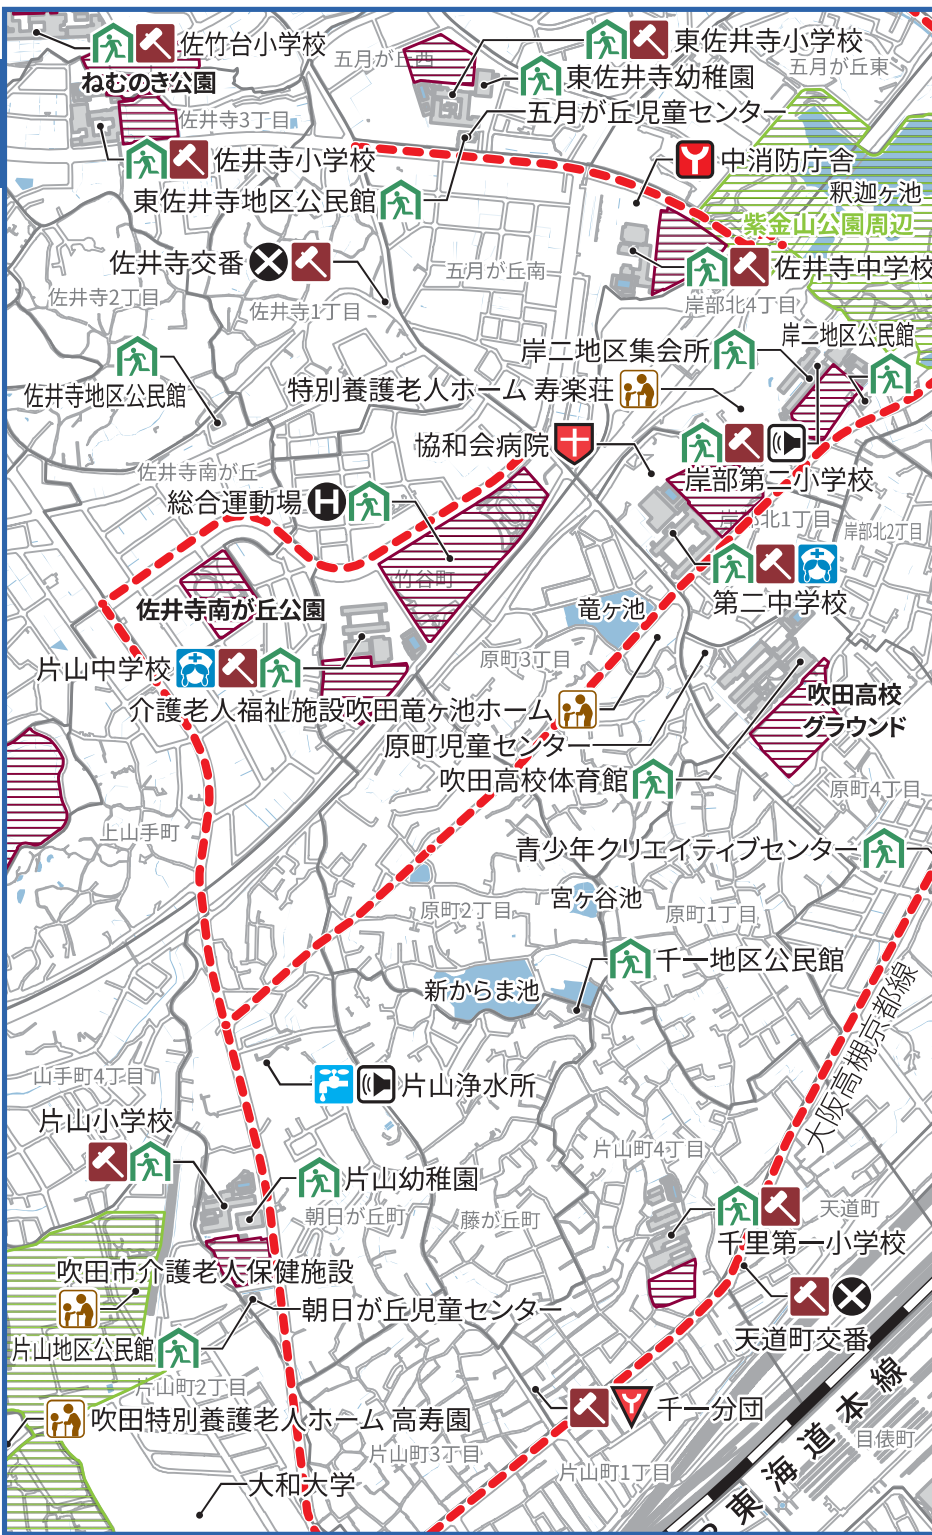 佐竹台小学校
ねむのき公園
五月が丘西
東佐井寺小学校
東佐井寺幼稚園
五月が丘東
五月が丘児童センター
佐井寺3丁目
佐井寺小学校
東佐井寺地区公民館
中消防庁舎
釈迦ヶ池
紫金山公園周辺
佐井寺交番
佐井寺中学校
五月が丘南
佐井寺2丁目
佐井寺1丁目
岸部北4丁目
岸二地区公民館
岸二地区集会所
佐井寺地区公民館
特別養護老人ホーム 寿楽荘
協和会病院
佐井寺南が丘
岸部第二小学校
総合運動場
H
岸部北1丁目
岸部北2丁目
竹谷町
第二中学校
佐井寺南が丘公園
竜ヶ池
片山中学校
原町3丁目
介護老人福祉施設吹田竜ヶ池ホーム
吹田高校
グラウンド
原町児童センター
吹田高校体育館
原町4丁目
上山手町
青少年クリエイティブセンター
宮ヶ谷池
原町2丁目
原町1丁目
千一地区公民館
新からま池
大阪高槻京都線
山手町4丁目
片山浄水所
片山小学校
片山町4丁目
片山幼稚園
朝日が丘町
藤が丘町
天道町
千里第一小学校
吹田市介護老人保健施設
朝日が丘児童センター
天道町交番
片山地区公民館
片山町2丁目
千一分団
吹田特別養護老人ホーム 高寿園
片山町3丁目
目俵町
片山町1丁目
大和大学
東海道本線